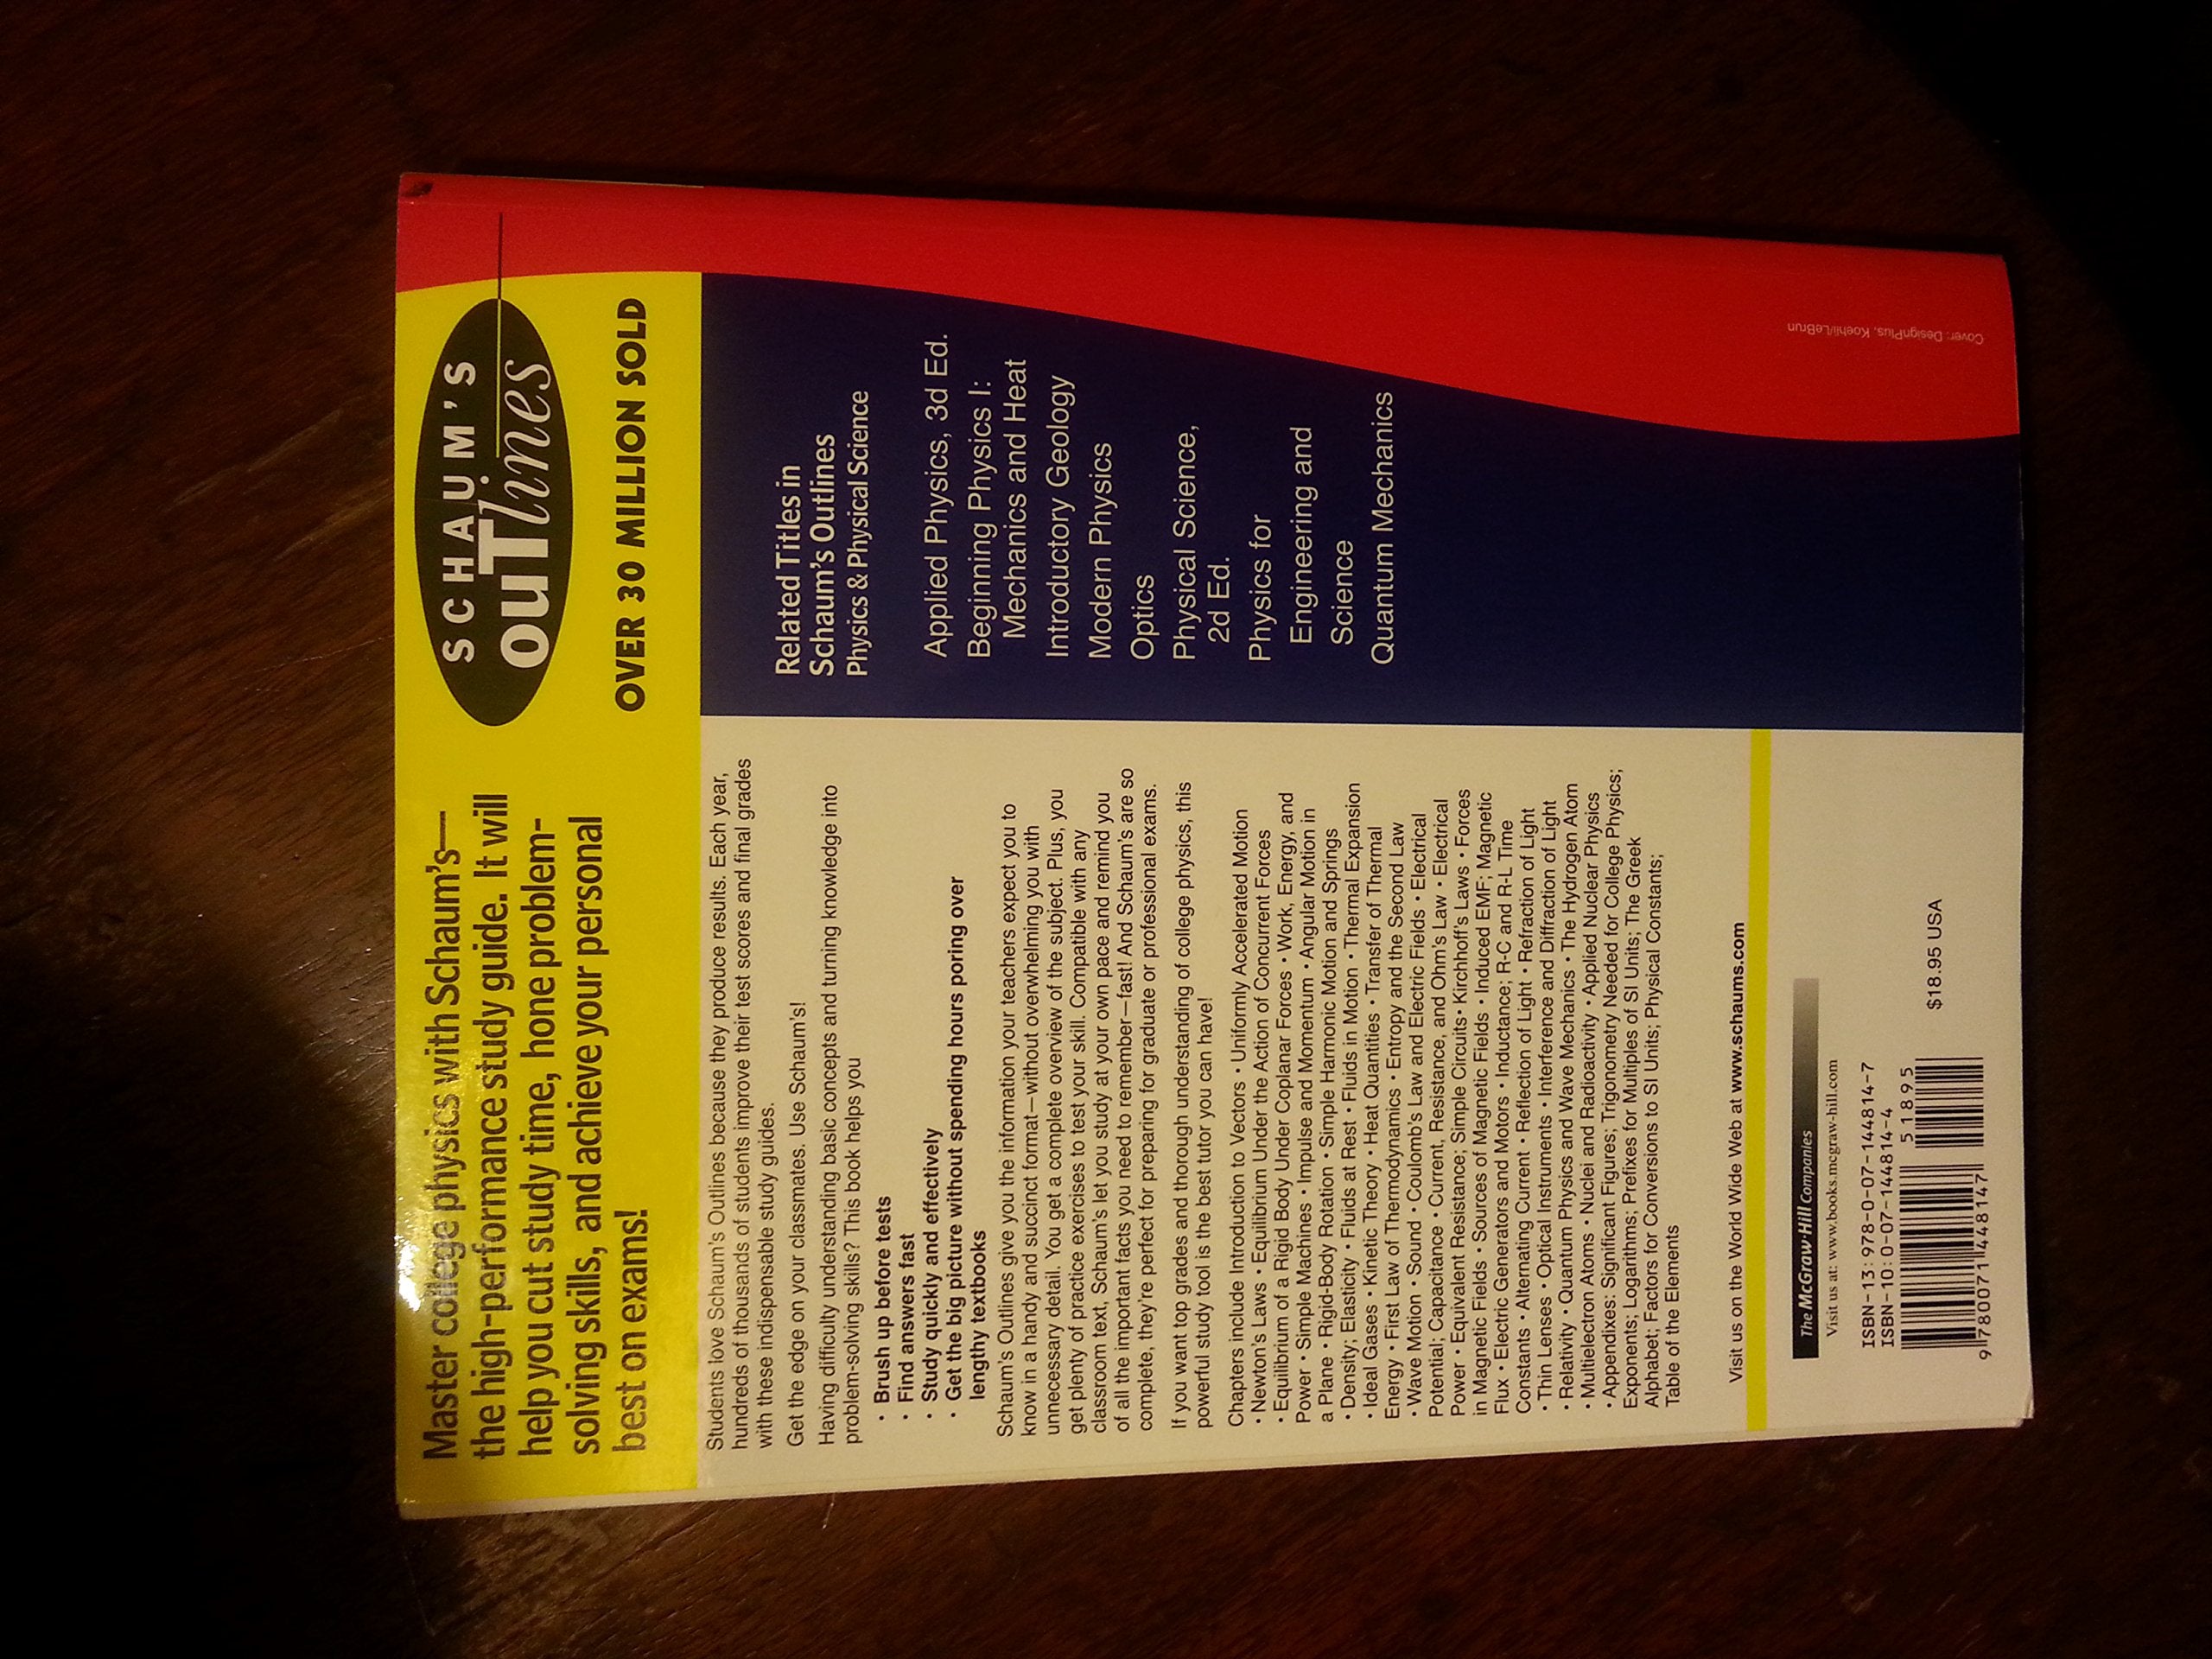 Master college physics with Schaum's—
the high-performance study guide. It will
help you cut study time, hone problem-
solving skills, and achieve your personal
best on exams!
SCHAUM'S
ouTlines
OVER 30 MILLION SOLD
Students love Schaum's Outlines because they produce results. Each year,
hundreds of thousands of students improve their test scores and final grades
with these indispensable study guides.
Get the edge on your classmates. Use Schaum's!
Having difficulty understanding basic concepts and turning knowledge into
problem-solving skills? This book helps you
• Brush up before tests
• Find answers fast
• Study quickly and effectively
• Get the big picture without spending hours poring over
lengthy textbooks
Schaum's Outlines give you the information your teachers expect you to
know in a handy and succinct format—without overwhelming you with
unnecessary detail. You get a complete overview of the subject. Plus, you
get plenty of practice exercises to test your skill. Compatible with any
classroom text, Schaum's let you study at your own pace and remind you
of all the important facts you need to remember—fast! And Schaum's are so
complete, they're perfect for preparing for graduate or professional exams.
If you want top grades and thorough understanding of college physics, this
powerful study tool is the best tutor you can have!
Chapters include Introduction to Vectors • Uniformly Accelerated Motion
• Newton's Laws • Equilibrium Under the Action of Concurrent Forces
• Equilibrium of a Rigid Body Under Coplanar Forces • Work, Energy, and
Power • Simple Machines • Impulse and Momentum • Angular Motion in
a Plane • Rigid-Body Rotation • Simple Harmonic Motion and Springs
• Density; Elasticity • Fluids at Rest • Fluids in Motion • Thermal Expansion
• Ideal Gases • Kinetic Theory • Heat Quantities • Transfer of Thermal
Energy • First Law of Thermodynamics • Entropy and the Second Law
• Wave Motion • Sound • Coulomb's Law and Electric Fields • Electrical
Potential; Capacitance • Current, Resistance, and Ohm's Law • Electrical
Power • Equivalent Resistance; Simple Circuits• Kirchhoff's Laws • Forces
in Magnetic Fields • Sources of Magnetic Fields • Induced EMF; Magnetic
Flux • Electric Generators and Motors • Inductance; R-C and R-L Time
Constants • Alternating Current • Reflection of Light • Refraction of Light
• Thin Lenses • Optical Instruments • Interference and Diffraction of Light
• Relativity • Quantum Physics and Wave Mechanics • The Hydrogen Atom
• Multielectron Atoms • Nuclei and Radioactivity • Applied Nuclear Physics
• Appendixes: Significant Figures; Trigonometry Needed for College Physics;
Exponents; Logarithms; Prefixes for Multiples of SI Units; The Greek
Alphabet; Factors for Conversions to SI Units; Physical Constants;
Table of the Elements
Visit us on the World Wide Web at www.schaums.com
The McGraw·Hill Companies
Visit us at: www.books.mcgraw-hill.com
ISBN-13: 978-0-07-144814-7
ISBN-10: 0-07-144814-4
51895
9 780071 448147
$18.95 USA
Related Titles in
Schaum's Outlines
Physics & Physical Science
Applied Physics, 3d Ed.
Beginning Physics I:
Mechanics and Heat
Introductory Geology
Modern Physics
Optics
Physical Science,
2d Ed.
Physics for
Engineering and
Science
Quantum Mechanics
Cover: DesignPlus, Koehli/LeBrun